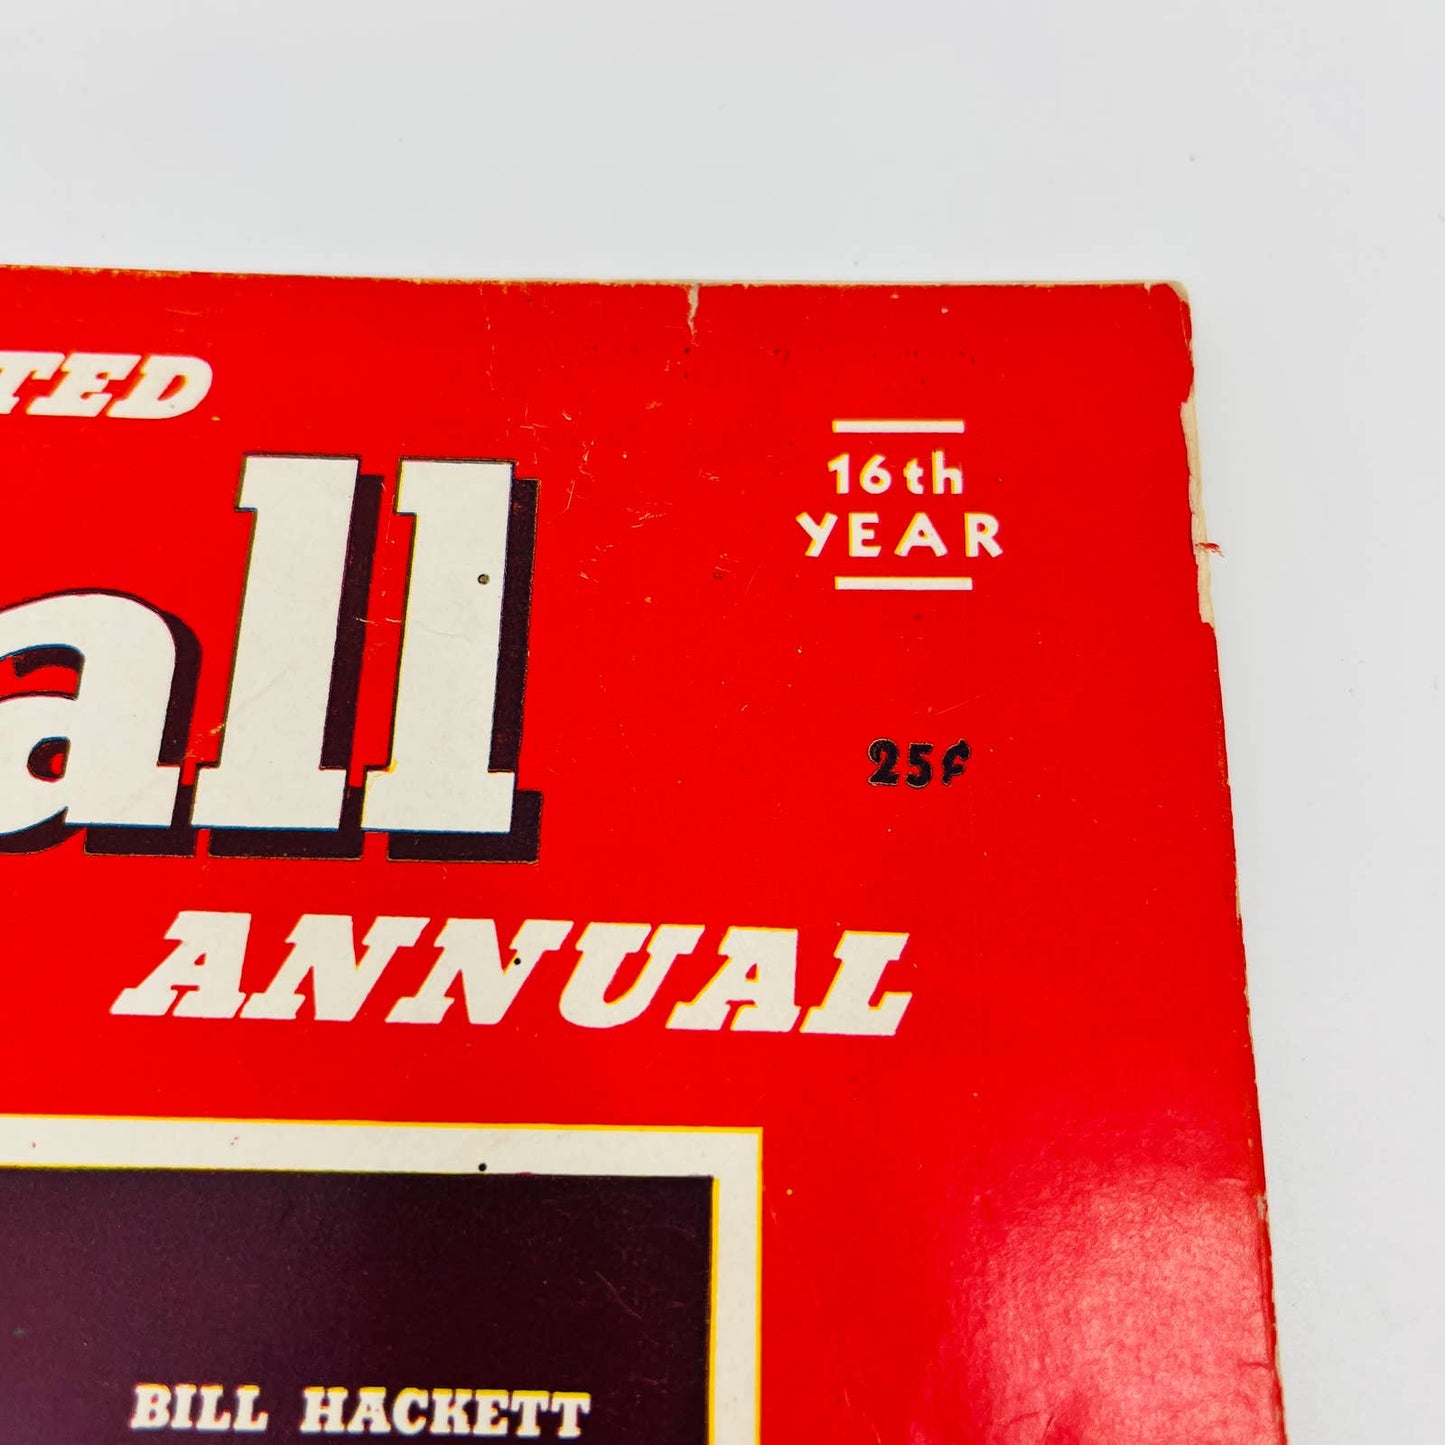 TED
16th
YEAR
all
25¢
ANNUAL
BILL HACKETT